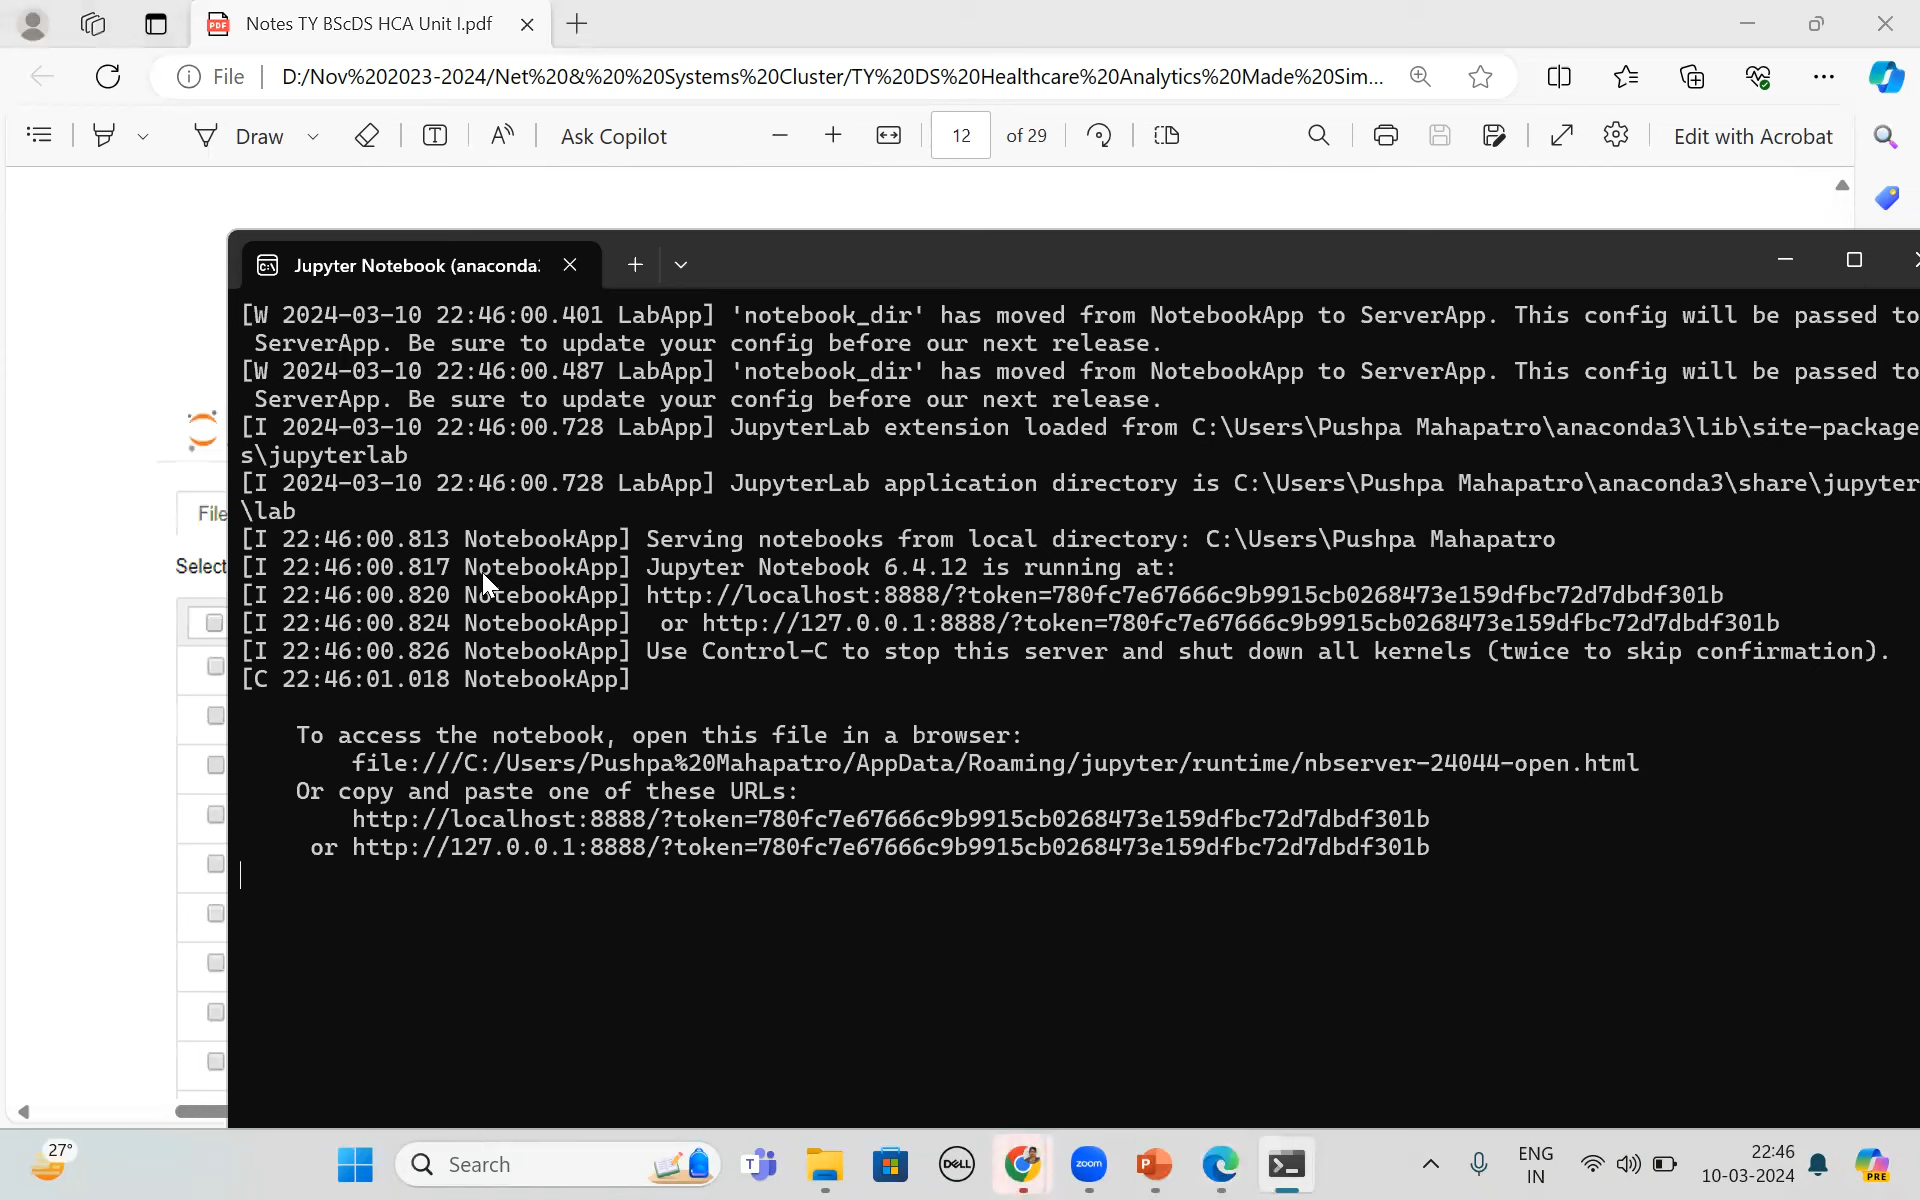 Notes TY BScDS HCA Unit I.pdf
File
D:/Nov%202023-2024/Net%20&%20%20Systems%20Cluster/TY%20DS%20Healthcare%20Analytics%20Made%20Sim...
Draw
Ask Copilot
12
of 29
Edit with Acrobat
Jupyter Notebook (anaconda:
[W 2024-03-10 22:46:00.401 LabApp] 'notebook_dir' has moved from NotebookApp to ServerApp. This config will be passed to
ServerApp. Be sure to update your config before our next release.
[W 2024-03-10 22:46:00.487 LabApp] 'notebook_dir' has moved from NotebookApp to ServerApp. This config will be passed to
ServerApp. Be sure to update your config before our next release.
[I 2024-03-10 22:46:00.728 LabApp] JupyterLab extension loaded from C:\Users\Pushpa Mahapatro\anaconda3\lib\site-package
s\jupyterlab
[I 2024-03-10 22:46:00.728 LabApp] JupyterLab application directory is C:\Users\Pushpa Mahapatro\anaconda3\share\jupyter
\lab
[I 22:46:00.813 NotebookApp] Serving notebooks from local directory: C:\Users\Pushpa Mahapatro
[I 22:46:00.817 NotebookApp] Jupyter Notebook 6.4.12 is running at:
[I 22:46:00.820 NotebookApp] http://localhost:8888/?token=780fc7e67666c9b9915cb0268473e159dfbc72d7dbdf301b
[I 22:46:00.824 NotebookApp]  or http://127.0.0.1:8888/?token=780fc7e67666c9b9915cb0268473e159dfbc72d7dbdf301b
[I 22:46:00.826 NotebookApp] Use Control-C to stop this server and shut down all kernels (twice to skip confirmation).
[C 22:46:01.018 NotebookApp]
To access the notebook, open this file in a browser:
file:///C:/Users/Pushpa%20Mahapatro/AppData/Roaming/jupyter/runtime/nbserver-24044-open.html
Or copy and paste one of these URLs:
http://localhost:8888/?token=780fc7e67666c9b9915cb0268473e159dfbc72d7dbdf301b
or http://127.0.0.1:8888/?token=780fc7e67666c9b9915cb0268473e159dfbc72d7dbdf301b
File
Select
27°
Search
DELL
zoom
ENG
IN
22:46
10-03-2024
PRE